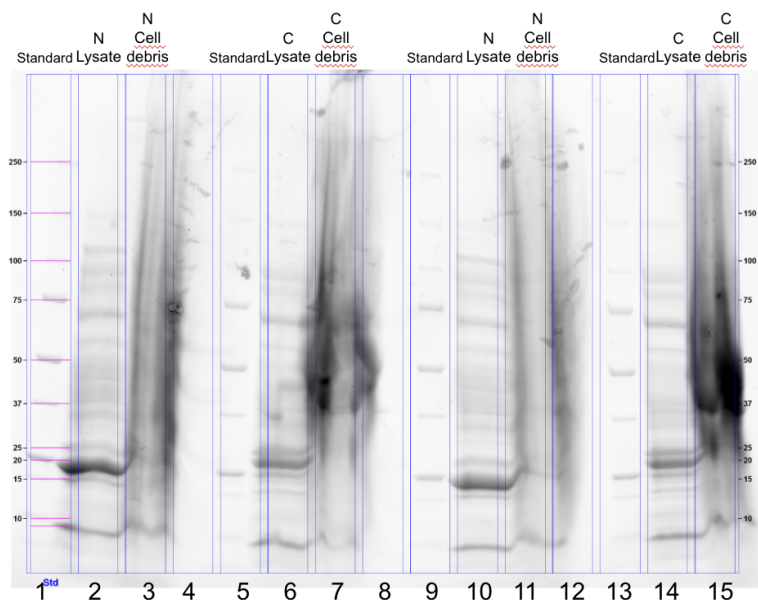 N
N
Cell
debris
Standard
Lysate
C
C
Cell
debris
Standard
Lysate
N
N
Cell
debris
Standard
Lysate
C
C
Cell
debris
Standard
Lysate
250
150
100
75
50
37
25
20
15
10
250
150
100
75
50
37
25
20
15
10
1 Std 2 3 4 5 6 7 8 9 10 11 12 13 14 15